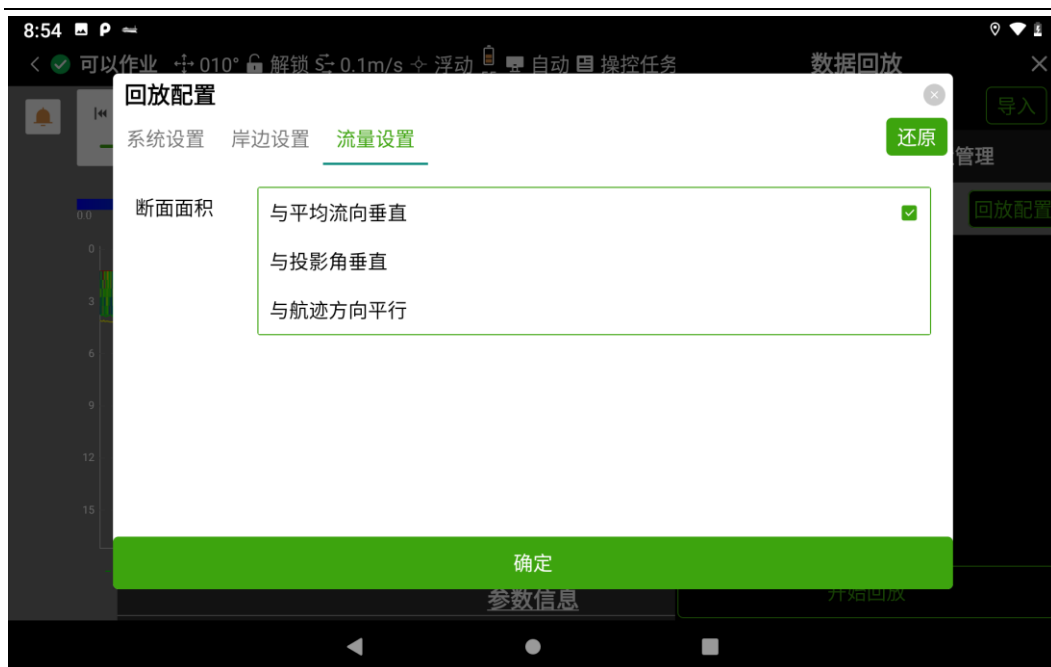 8:54
可以作业 010° 解锁 0.1m/s 浮动 自动 操控任务 数据回放
回放配置
导入
系统设置 岸边设置 流量设置 还原
管理
断面面积 与平均流向垂直
0.0
回放配置
0
与投影角垂直
3
与航迹方向平行
6
9
12
15
确定
参数信息
开始回放